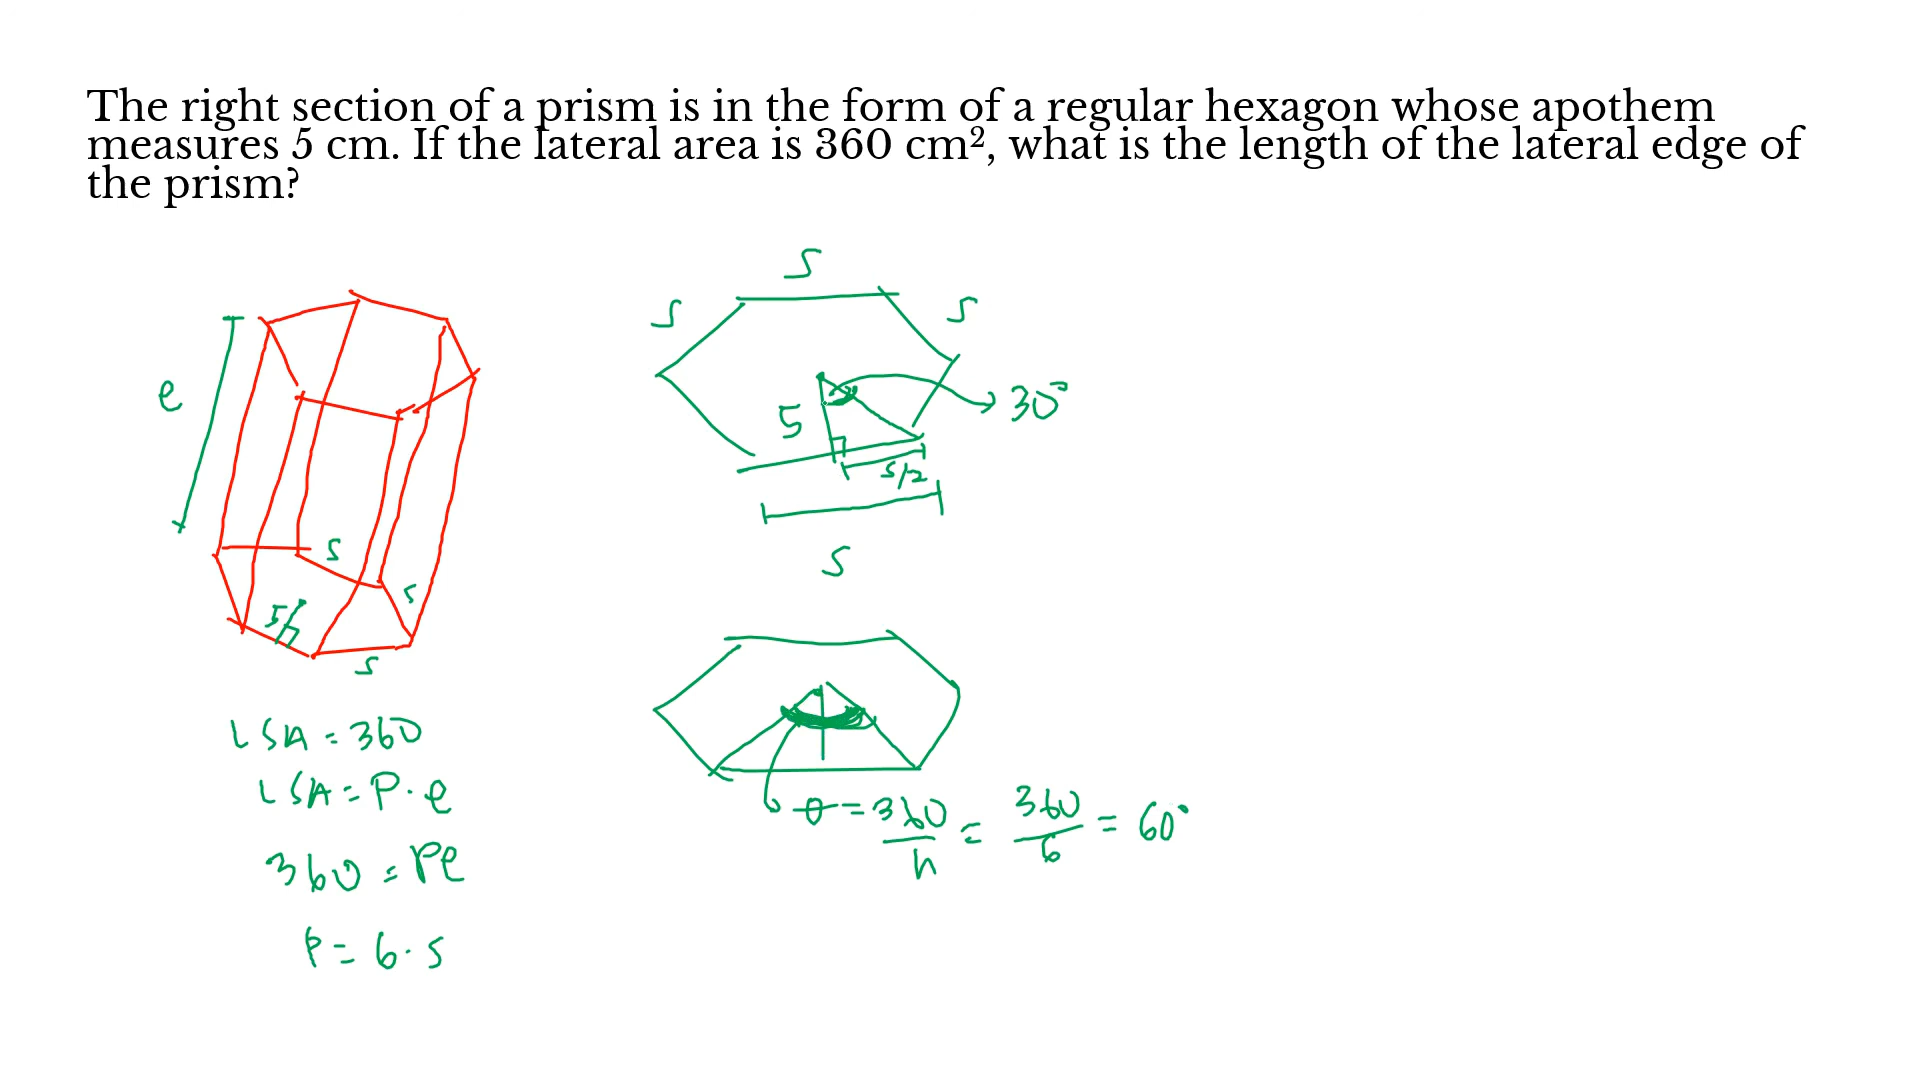 The right section of a prism is in the form of a regular hexagon whose apothem
measures 5 cm. If the lateral area is 360 cm², what is the length of the lateral edge of
the prism?
s
s
s
e
5
30°
s/2
s
s
s
5
s
LSA = 360
LSA = P · e
360 = Pe
P = 6 · s
θ = 360/n = 360/6 = 60°